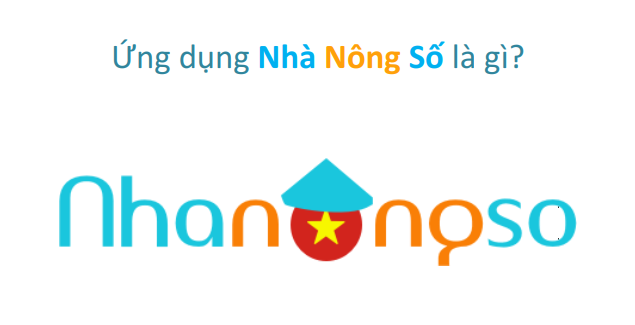 Ứng dụng Nhà Nông Số là gì?
Nhanongso